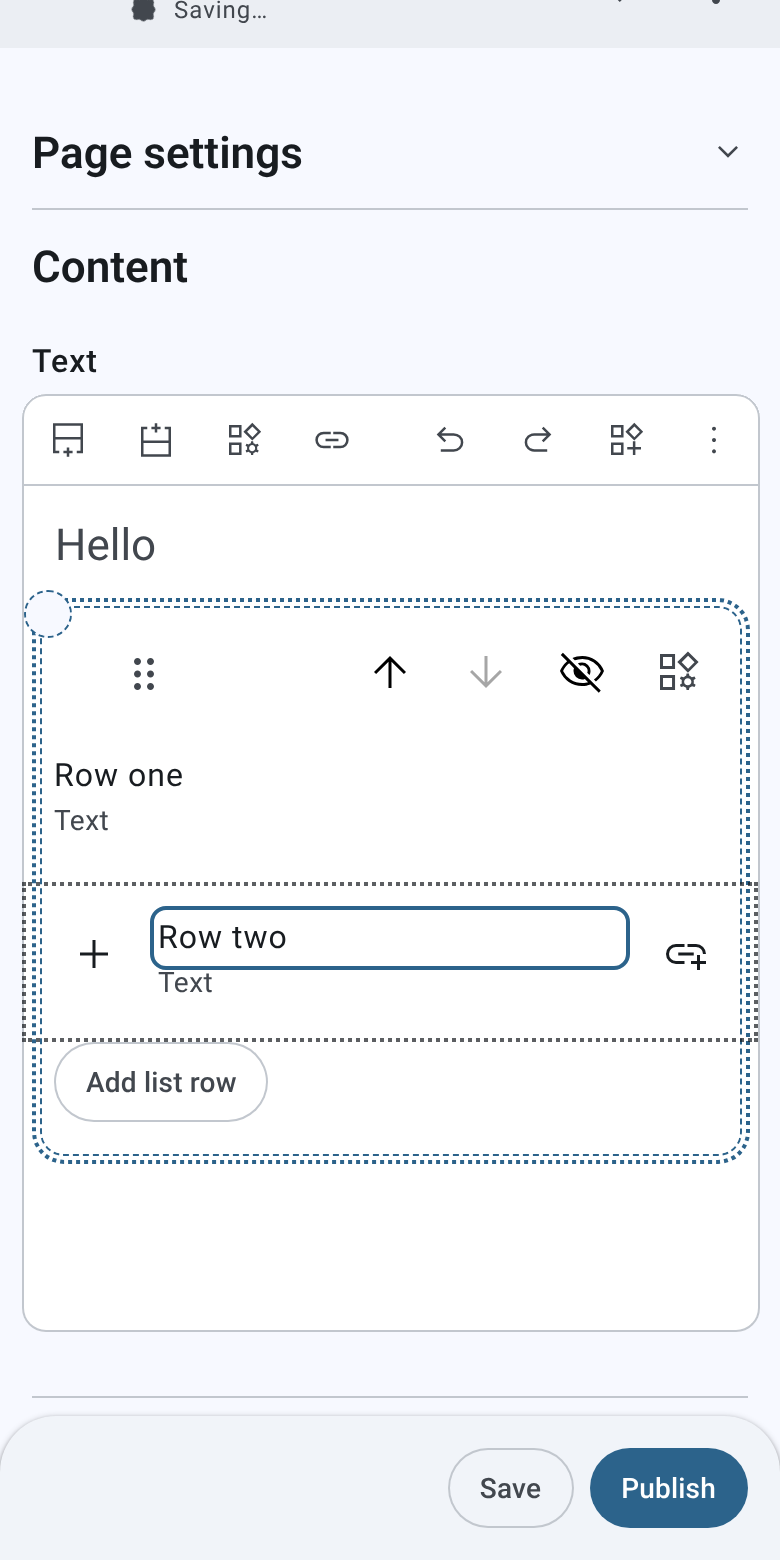 Saving…
Page settings
Content
Text
Hello
Row one
Text
Row two
Text
Add list row
Save
Publish